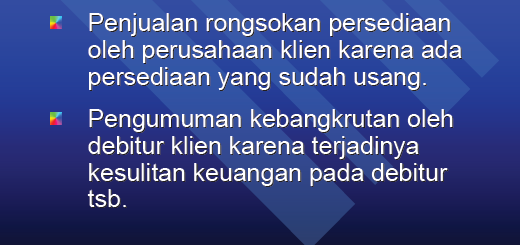 Penjualan rongsokan persediaan
oleh perusahaan klien karena ada
persediaan yang sudah usang.
Pengumuman kebangkrutan oleh
debitur klien karena terjadinya
kesulitan keuangan pada debitur
tsb.